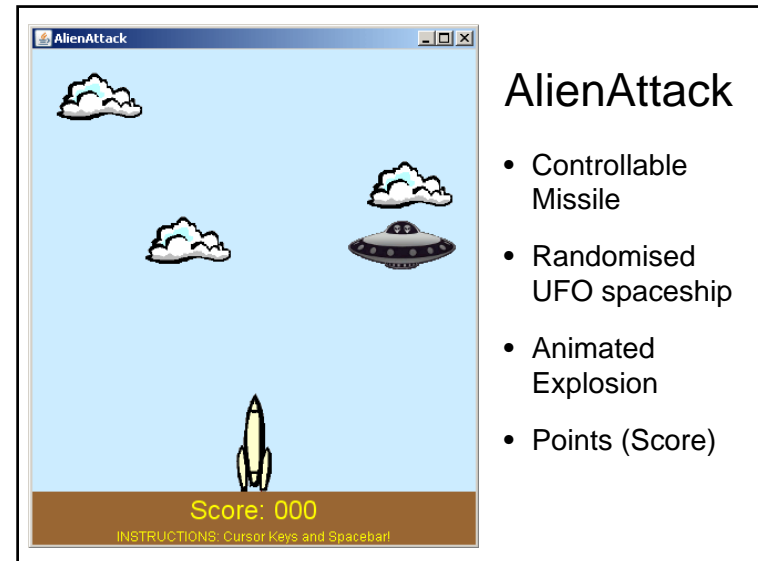 AlienAttack
Score: 000
INSTRUCTIONS: Cursor Keys and Spacebar!
AlienAttack
• Controllable
Missile
• Randomised
UFO spaceship
• Animated
Explosion
• Points (Score)